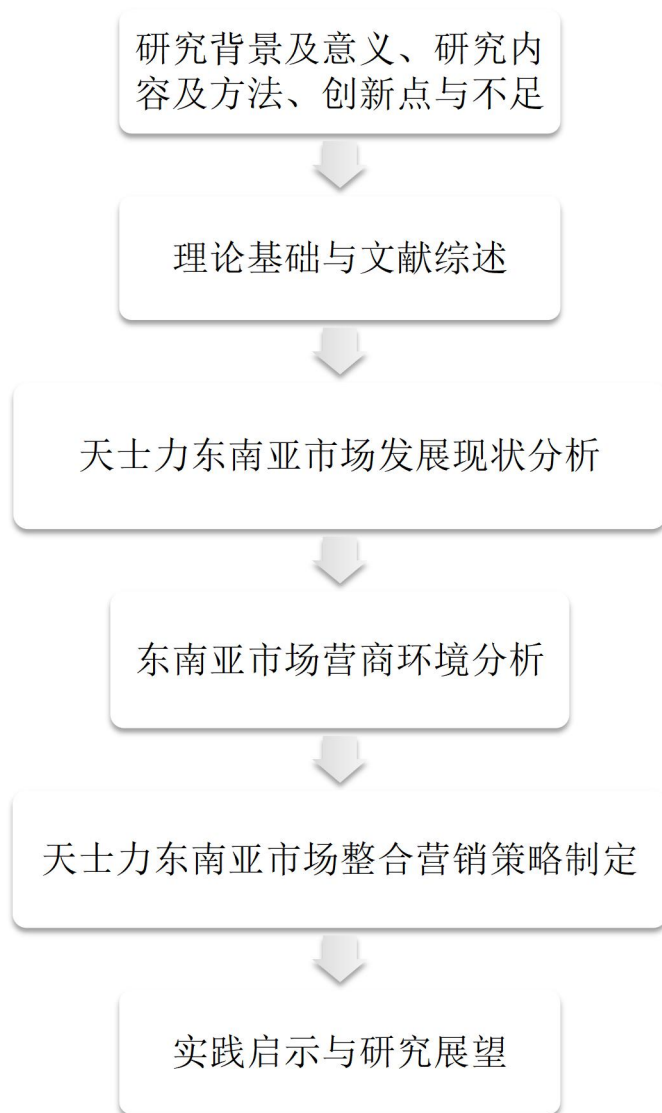 研究背景及意义、研究内
容及方法、创新点与不足
理论基础与文献综述
天士力东南亚市场发展现状分析
东南亚市场营商环境分析
天士力东南亚市场整合营销策略制定
实践启示与研究展望